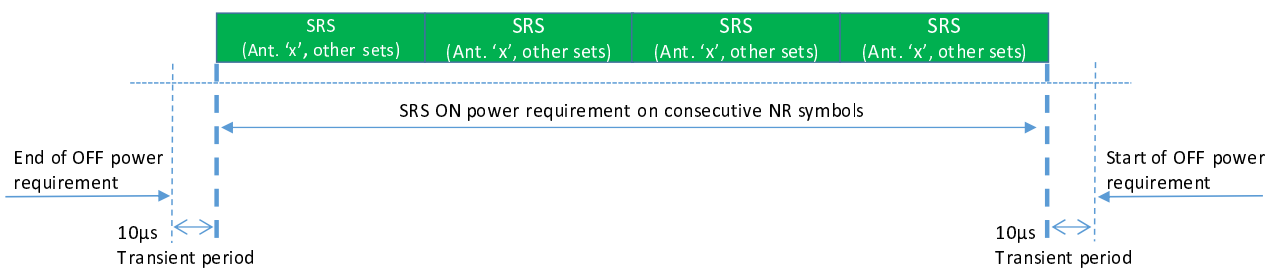 SRS
(Ant. ‘x’, other sets)
SRS
(Ant. ‘x’, other sets)
SRS
(Ant. ‘x’, other sets)
SRS
(Ant. ‘x’, other sets)
SRS ON power requirement on consecutive NR symbols
End of OFF power
requirement
Start of OFF power
requirement
10µs
Transient period
10µs
Transient period